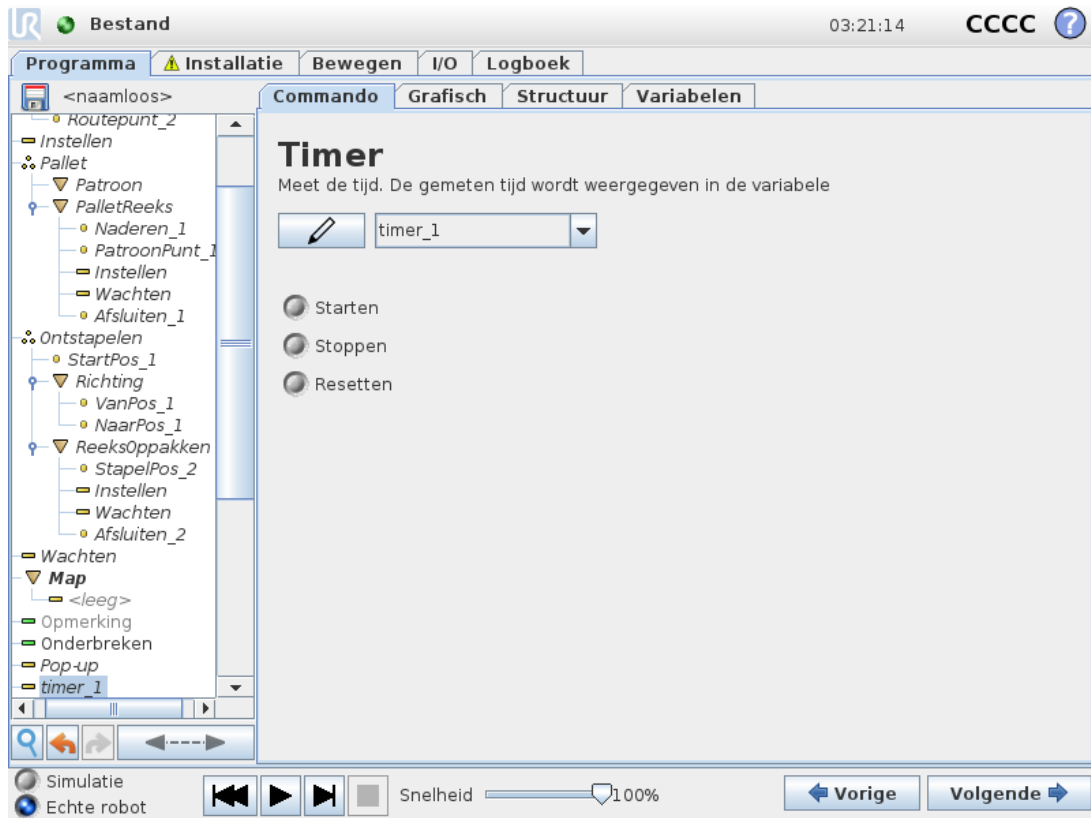 UR Bestand 03:21:14 CCCC ?
Programma Installatie Bewegen I/O Logboek
<naamloos>
Commando Grafisch Structuur Variabelen
Routepunt_2
Instellen
Pallet
Patroon
PalletReeks
Naderen_1
PatroonPunt_1
Instellen
Wachten
Afsluiten_1
Ontstapelen
StartPos_1
Richting
VanPos_1
NaarPos_1
ReeksOppakken
StapelPos_2
Instellen
Wachten
Afsluiten_2
Wachten
Map
<leeg>
Opmerking
Onderbreken
Pop-up
timer_1
Timer
Meet de tijd. De gemeten tijd wordt weergegeven in de variabele
timer_1
Starten
Stoppen
Resetten
Simulatie
Echte robot
Snelheid 100%
Vorige
Volgende